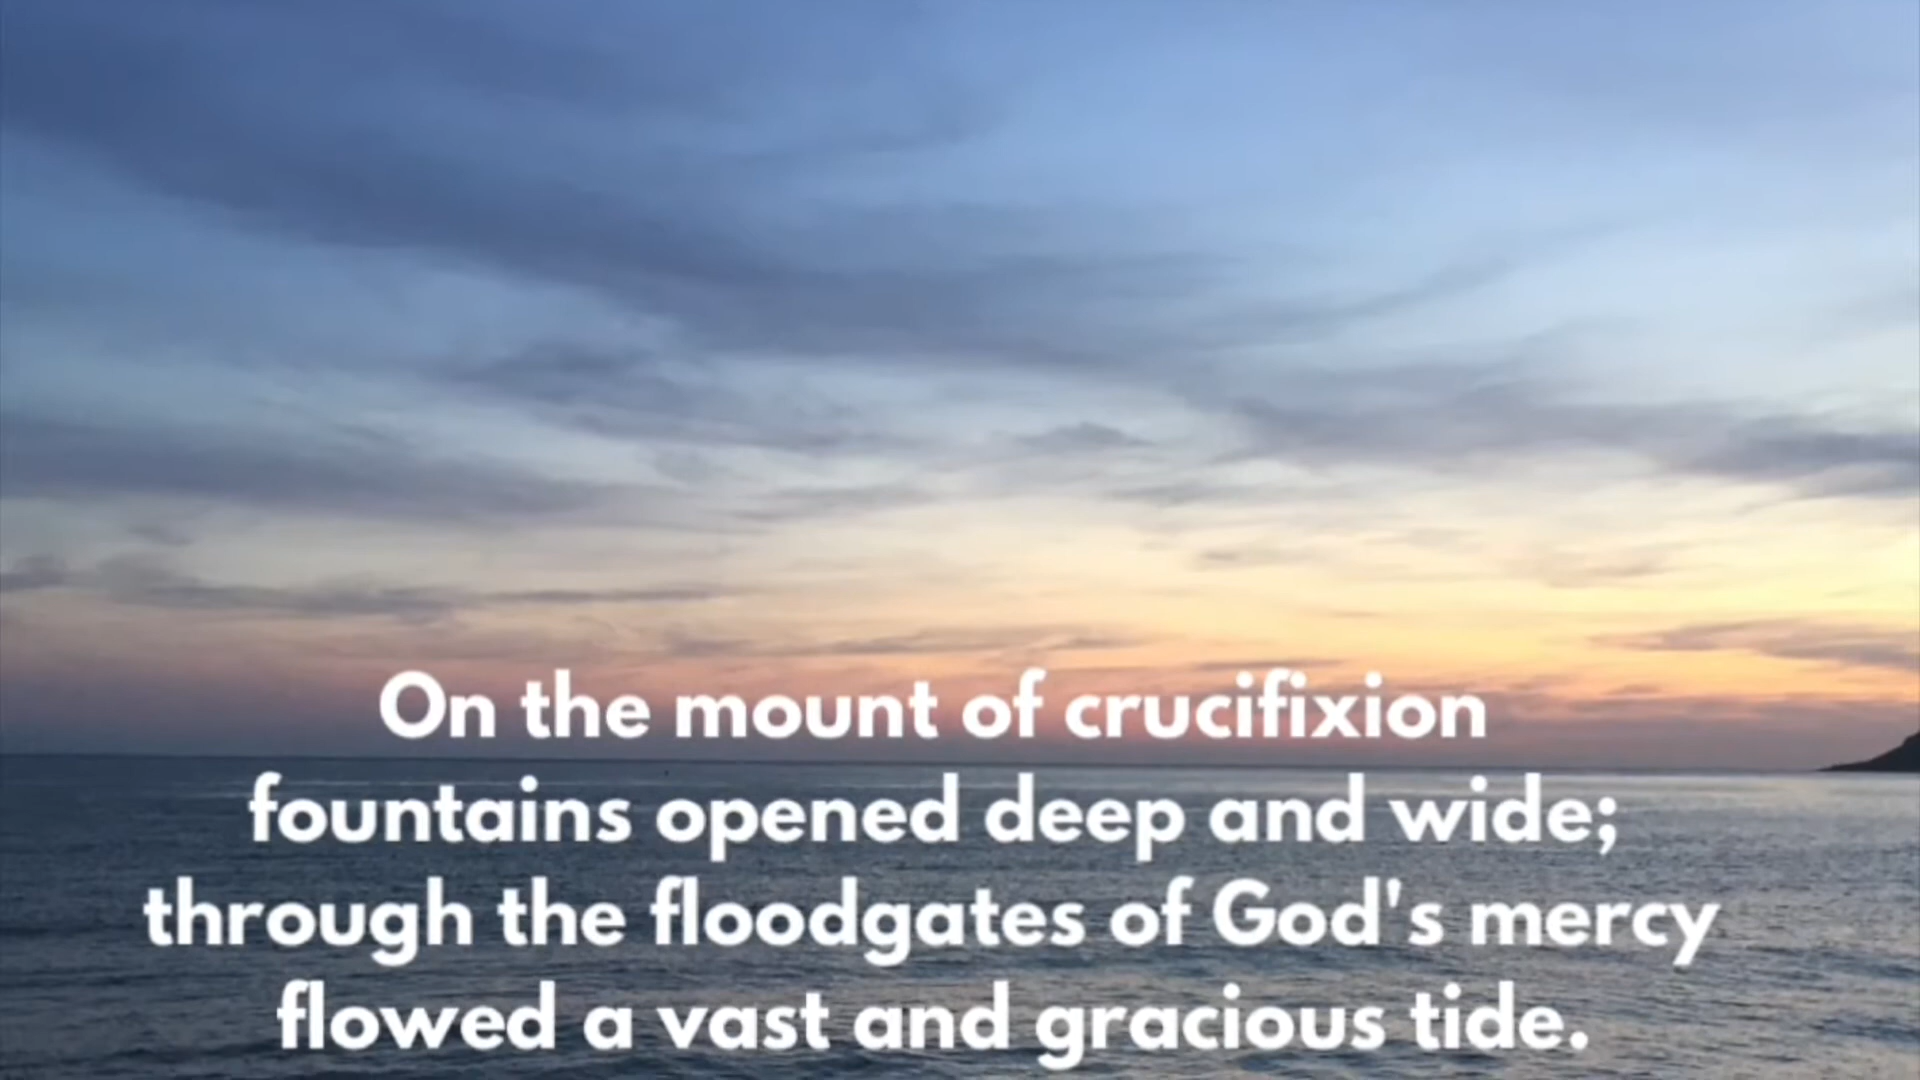 On the mount of crucifixion
fountains opened deep and wide;
through the floodgates of God's mercy
flowed a vast and gracious tide.